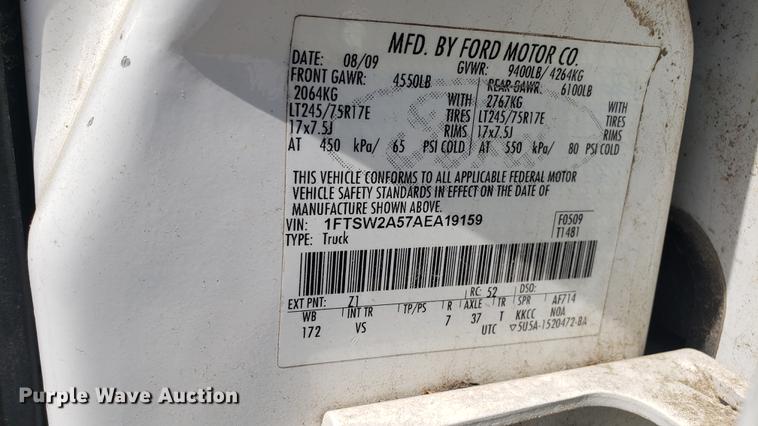 MFD. BY FORD MOTOR CO.
DATE: 08/09 GVWR: 9400LB/ 4264KG
FRONT GAWR: 4550LB REAR GAWR: 6100LB
2064KG WITH 2767KG WITH
LT245/75R17E TIRES LT245/75R17E TIRES
17x7.5J RIMS 17x7.5J RIMS
AT 450 kPa/ 65 PSI COLD AT 550 kPa/ 80 PSI COLD
THIS VEHICLE CONFORMS TO ALL APPLICABLE FEDERAL MOTOR
VEHICLE SAFETY STANDARDS IN EFFECT ON THE DATE OF
MANUFACTURE SHOWN ABOVE.
VIN: 1FTSW2A57AEA19159 F0509
TYPE: Truck T1481
EXT PNT: Z1 RC: 52 DSO:
WB INT TR TP/PS R AXLE TR SPR AF714
172 VS 7 37 T KKCC NOA
UTC ▽5U5A-1520472-BA
Purple Wave Auction